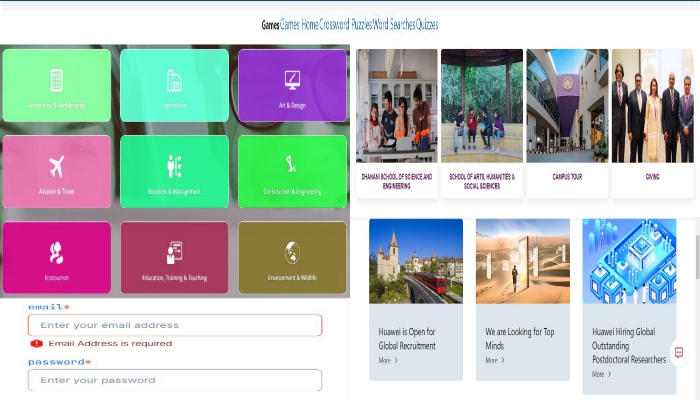 Games Games Home Crossword Puzzles Word Searches Quizzes
Accounting & Bookkeeping
Agriculture
Art & Design
Aviation & Travel
Business & Management
Construction & Engineering
Ecotourism
Education, Training & Teaching
Environment & Wildlife
email*
Enter your email address
Email Address is required
password*
Enter your password
DHANANI SCHOOL OF SCIENCE AND
ENGINEERING
SCHOOL OF ARTS, HUMANITIES &
SOCIAL SCIENCES
CAMPUS TOUR
GIVING
Huawei is Open for
Global Recruitment
More >
We are Looking for Top
Minds
More >
Huawei Hiring Global
Outstanding
Postdoctoral Researchers
More >